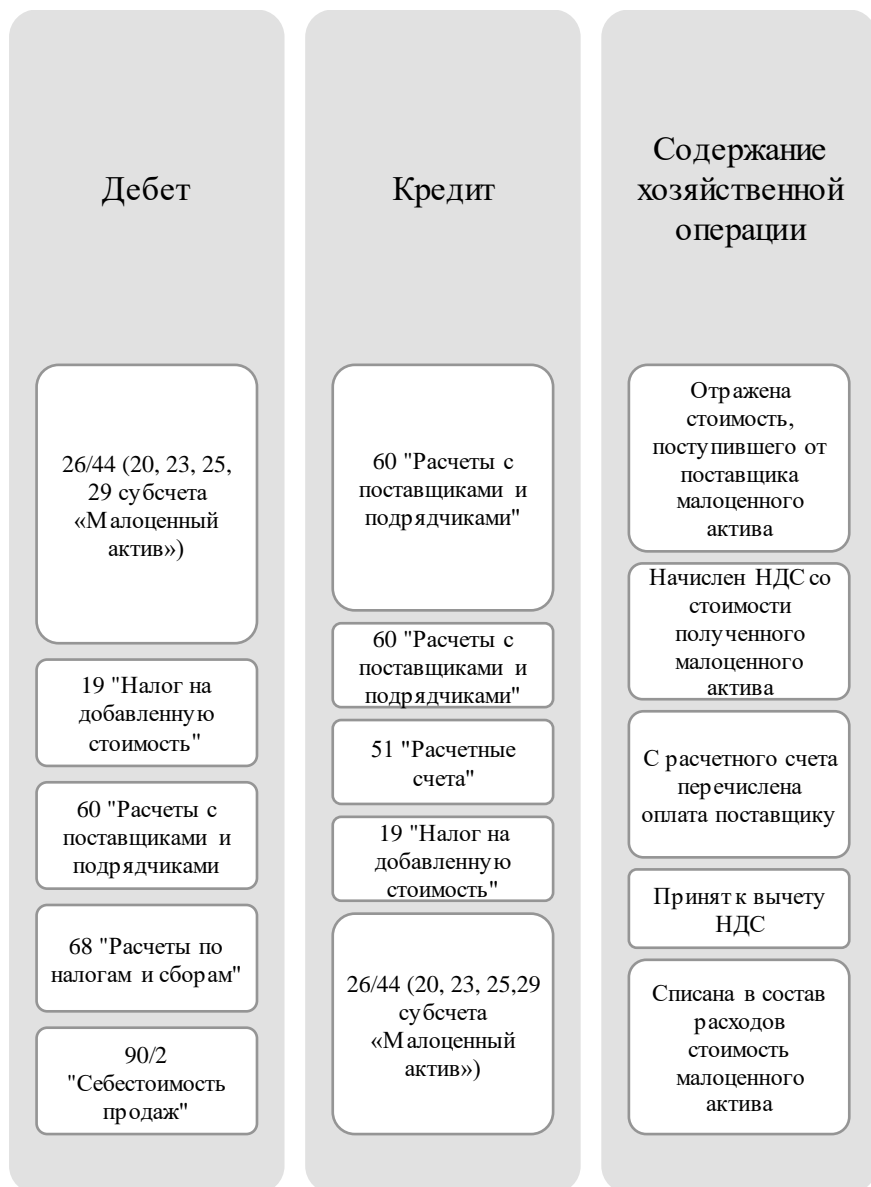 Дебет
26/44 (20, 23, 25,
29 субсчета
«Малоценный
актив»)
19 "Налог на
добавленную
стоимость"
60 "Расчеты с
поставщиками и
подрядчиками
68 "Расчеты по
налогам и сборам"
90/2
"Себестоимость
продаж"
Кредит
60 "Расчеты с
поставщиками и
подрядчиками"
60 "Расчеты с
поставщиками и
подрядчиками"
51 "Расчетные
счета"
19 "Налог на
добавленную
стоимость"
26/44 (20, 23, 25,29
субсчета
«Малоценный
актив»)
Содержание
хозяйственной
операции
Отражена
стоимость,
поступившего от
поставщика
малоценного
актива
Начислен НДС со
стоимости
полученного
малоценного
актива
С расчетного счета
перечислена
оплата поставщику
Принят к вычету
НДС
Списана в состав
расходов
стоимость
малоценного
актива